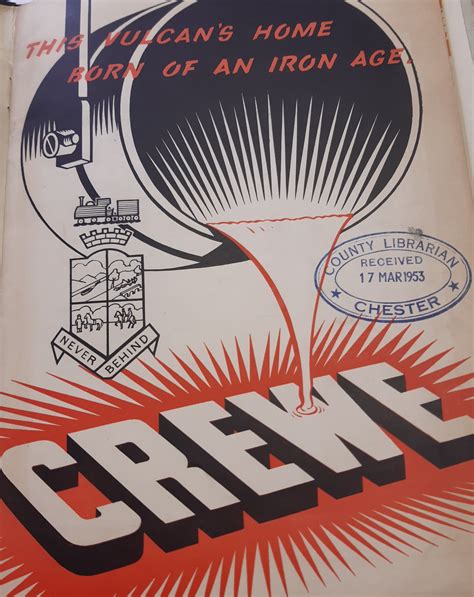 THIS VULCAN'S HOME
BORN OF AN IRON AGE.
COUNTY LIBRARIAN
RECEIVED
17 MAR 1953
CHESTER
NEVER BEHIND
CREWE